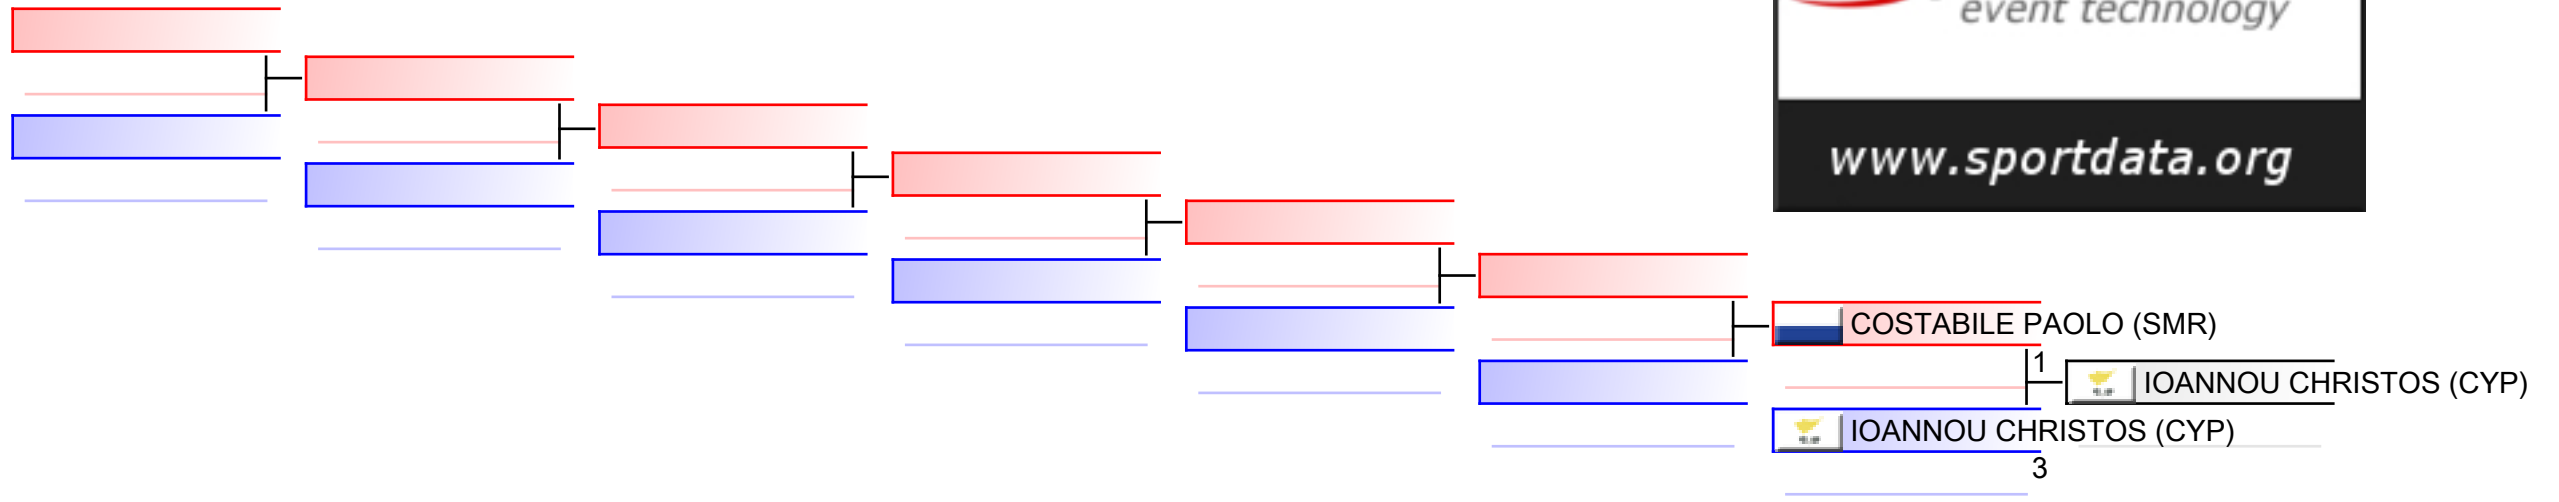 event technology
www.sportdata.org
COSTABILE PAOLO (SMR)
1
IOANNOU CHRISTOS (CYP)
IOANNOU CHRISTOS (CYP)
3